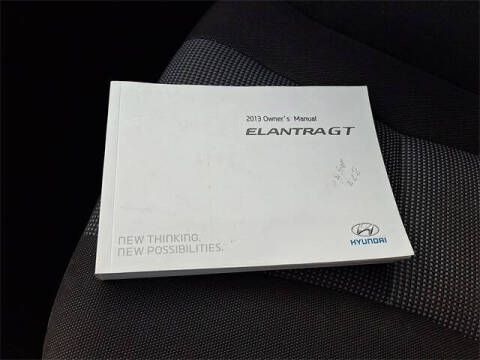 2013 Owner's Manual
ELANTRA GT
NEW THINKING.
NEW POSSIBILITIES.
HYUNDAI